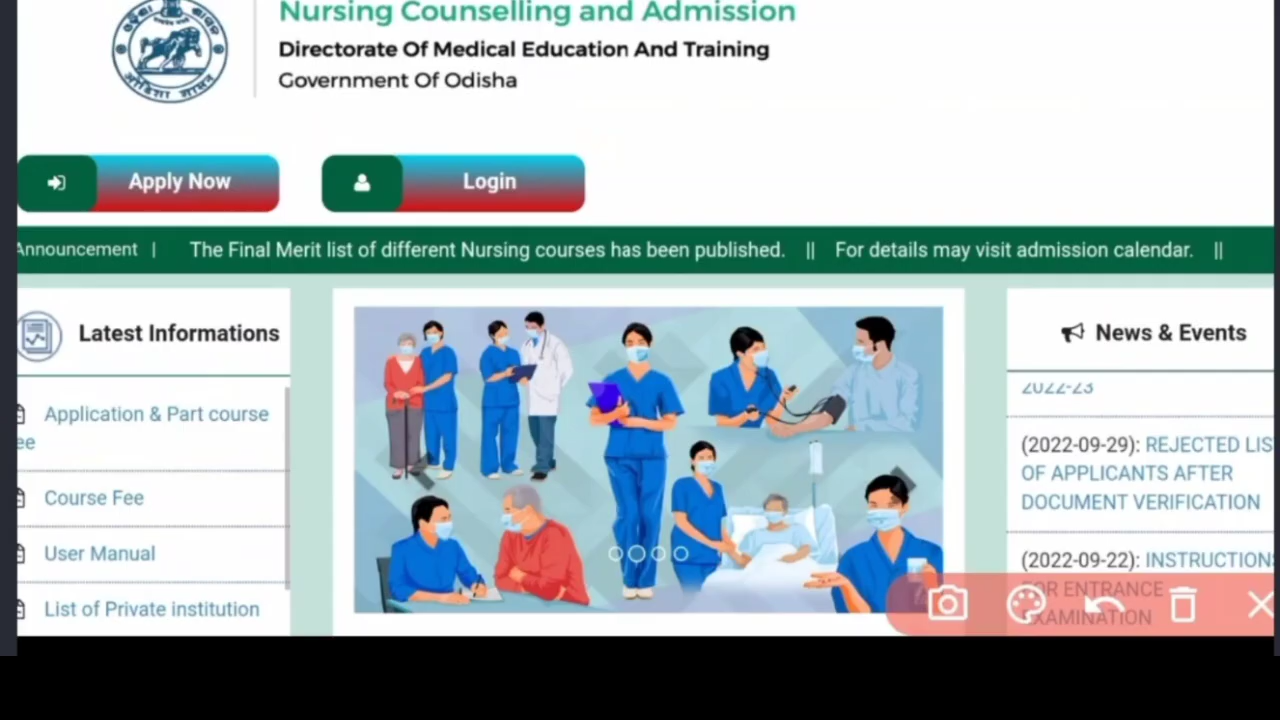 Nursing Counselling and Admission
Directorate Of Medical Education And Training
Government Of Odisha
ओडिशा शासन
Apply Now
Login
Announcement |
The Final Merit list of different Nursing courses has been published. || For details may visit admission calendar. ||
Latest Informations
Application & Part course
ee
Course Fee
User Manual
List of Private institution
News & Events
2022-23
(2022-09-29): REJECTED LIS
OF APPLICANTS AFTER
DOCUMENT VERIFICATION
(2022-09-22): INSTRUCTIONS
FOR ENTRANCE
EXAMINATION